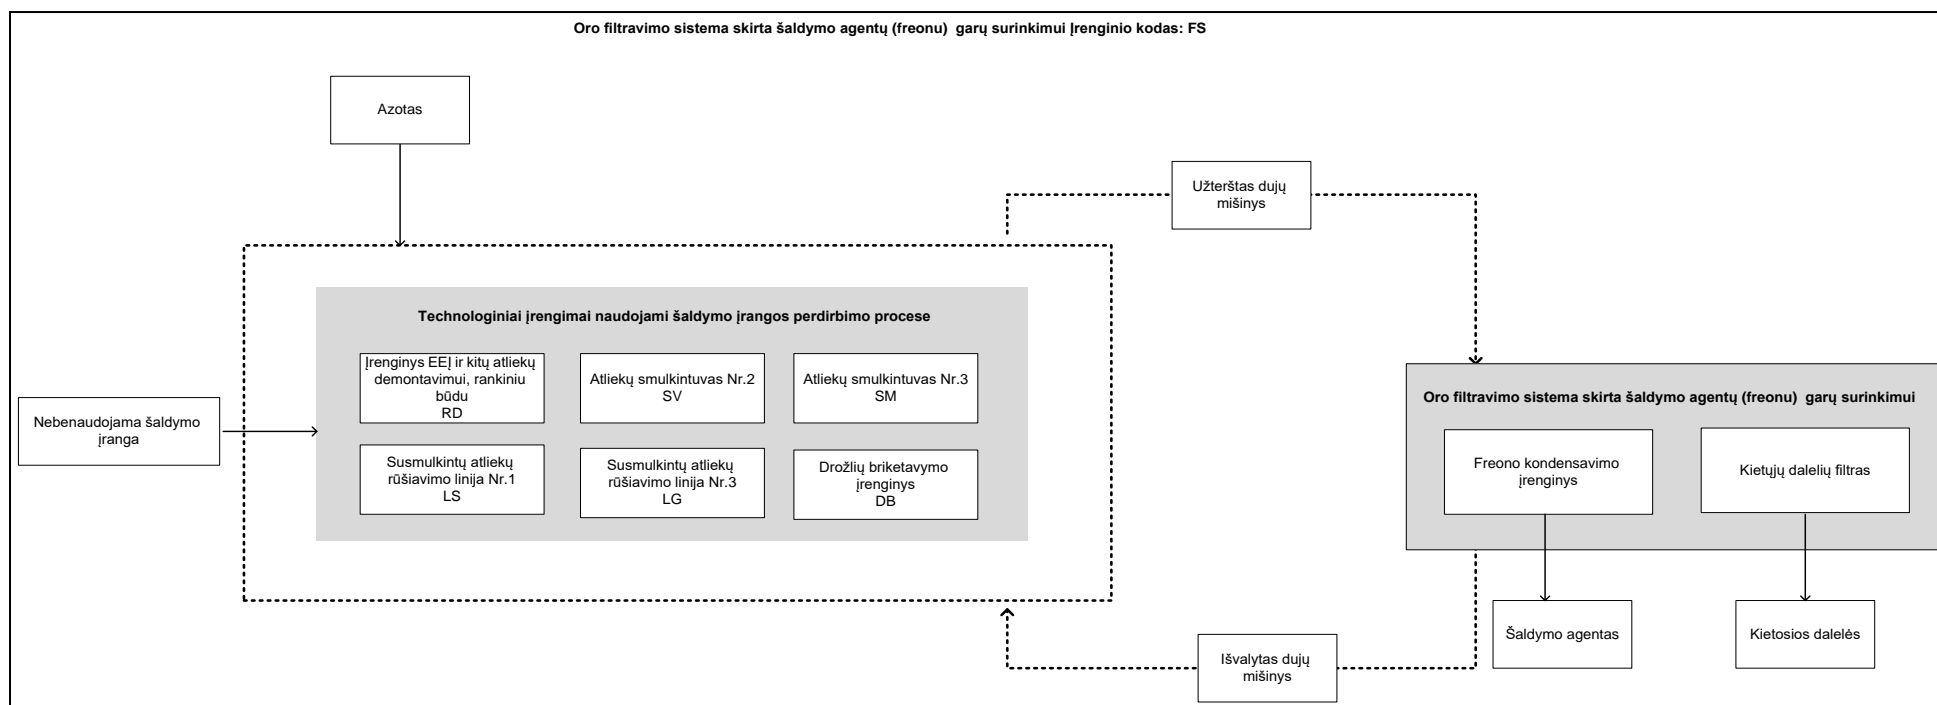 Oro filtravimo sistema skirta šaldymo agentų (freonu) garų surinkimui Įrenginio kodas: FS
Azotas
Užterštas dujų
mišinys
Technologiniai įrengimai naudojami šaldymo įrangos perdirbimo procese
Įrenginys EEĮ ir kitų atliekų
demontavimui, rankiniu
būdu
RD
Atliekų smulkintuvas Nr.2
SV
Atliekų smulkintuvas Nr.3
SM
Nebenaudojama šaldymo
įranga
Susmulkintų atliekų
rūšiavimo linija Nr.1
LS
Susmulkintų atliekų
rūšiavimo linija Nr.3
LG
Drožlių briketavymo
įrenginys
DB
Oro filtravimo sistema skirta šaldymo agentų (freonu) garų surinkimui
Freono kondensavimo
įrenginys
Kietųjų dalelių filtras
Šaldymo agentas
Kietosios dalelės
Išvalytas dujų
mišinys